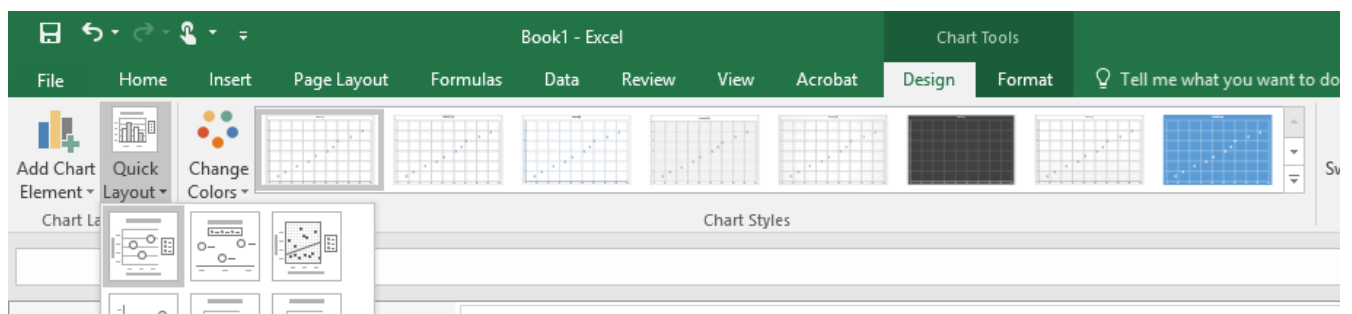 Book1 - Excel
Chart Tools
File Home Insert Page Layout Formulas Data Review View Acrobat Design Format Tell me what you want to do
Add Chart Element
Quick Layout
Change Colors
Chart Styles